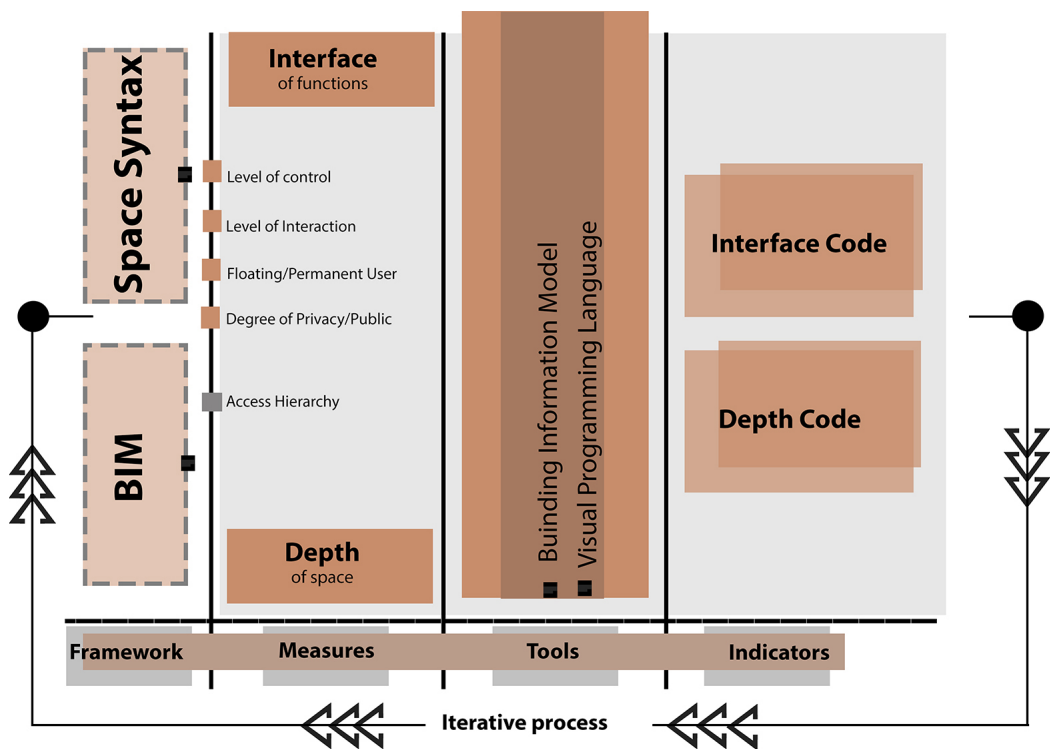 Space Syntax
BIM
Interface
of functions
Level of control
Level of Interaction
Floating/Permanent User
Degree of Privacy/Public
Access Hierarchy
Depth
of space
Buinding Information Model
Visual Programming Language
Interface Code
Depth Code
Framework
Measures
Tools
Indicators
Iterative process